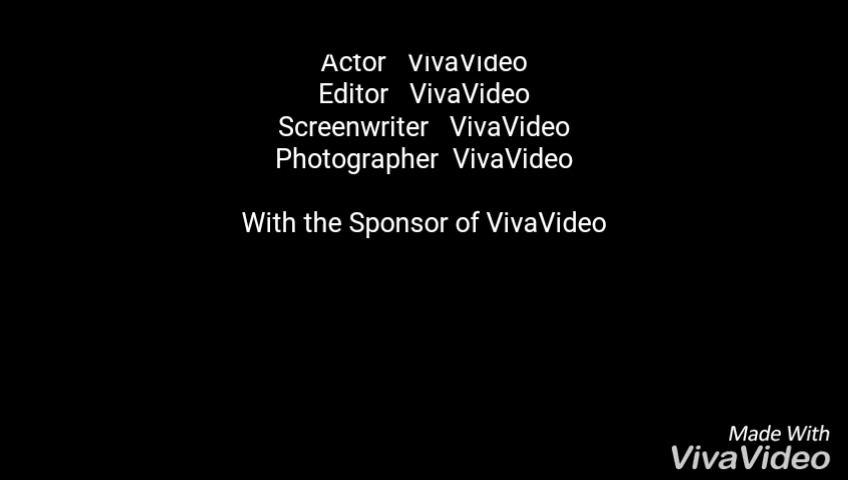 Actor VivaVideo
Editor VivaVideo
Screenwriter VivaVideo
Photographer VivaVideo
With the Sponsor of VivaVideo
Made With
VivaVideo